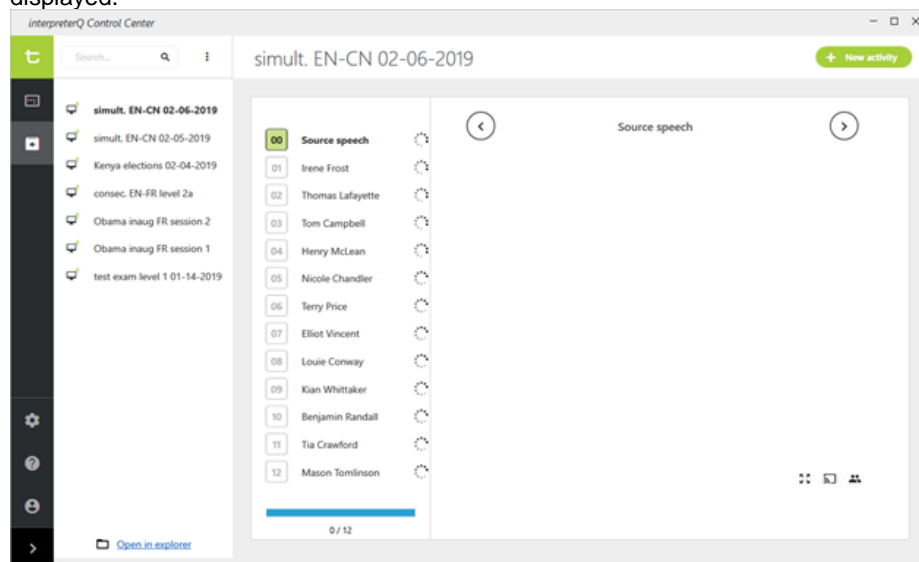 displayed.
interpreterQ Control Center
Search...
simult. EN-CN 02-06-2019
+ New activity
simult. EN-CN 02-06-2019
simult. EN-CN 02-05-2019
Kenya elections 02-04-2019
consec. EN-FR level 2a
Obama inaug FR session 2
Obama inaug FR session 1
test exam level 1 01-14-2019
Open in explorer
00 Source speech
01 Irene Frost
02 Thomas Lafayette
03 Tom Campbell
04 Henry McLean
05 Nicole Chandler
06 Terry Price
07 Elliot Vincent
08 Louie Conway
09 Kian Whittaker
10 Benjamin Randall
11 Tia Crawford
12 Mason Tomlinson
0 / 12
Source speech